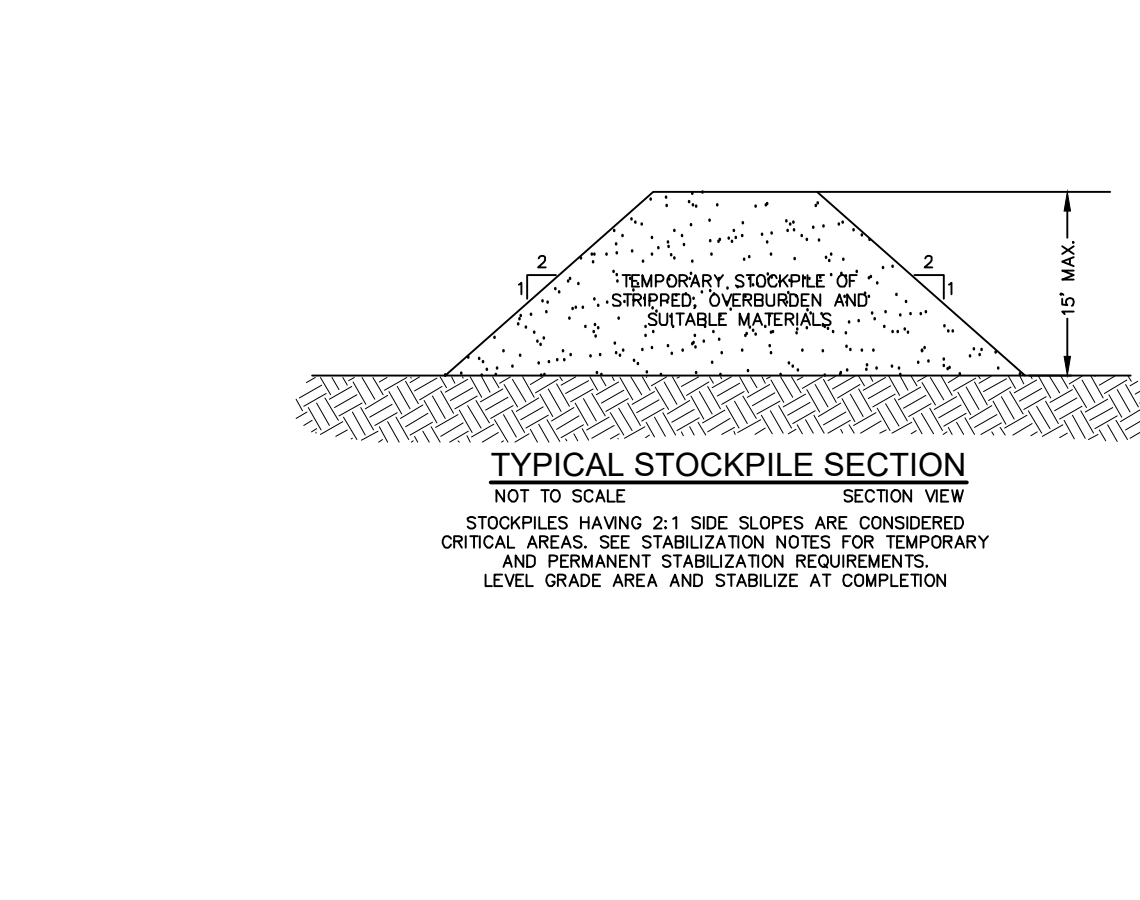 2
1
2
1
15' MAX.
TEMPORARY STOCKPILE OF
STRIPPED, OVERBURDEN AND
SUITABLE MATERIALS
TYPICAL STOCKPILE SECTION
NOT TO SCALE
SECTION VIEW
STOCKPILES HAVING 2:1 SIDE SLOPES ARE CONSIDERED
CRITICAL AREAS. SEE STABILIZATION NOTES FOR TEMPORARY
AND PERMANENT STABILIZATION REQUIREMENTS.
LEVEL GRADE AREA AND STABILIZE AT COMPLETION